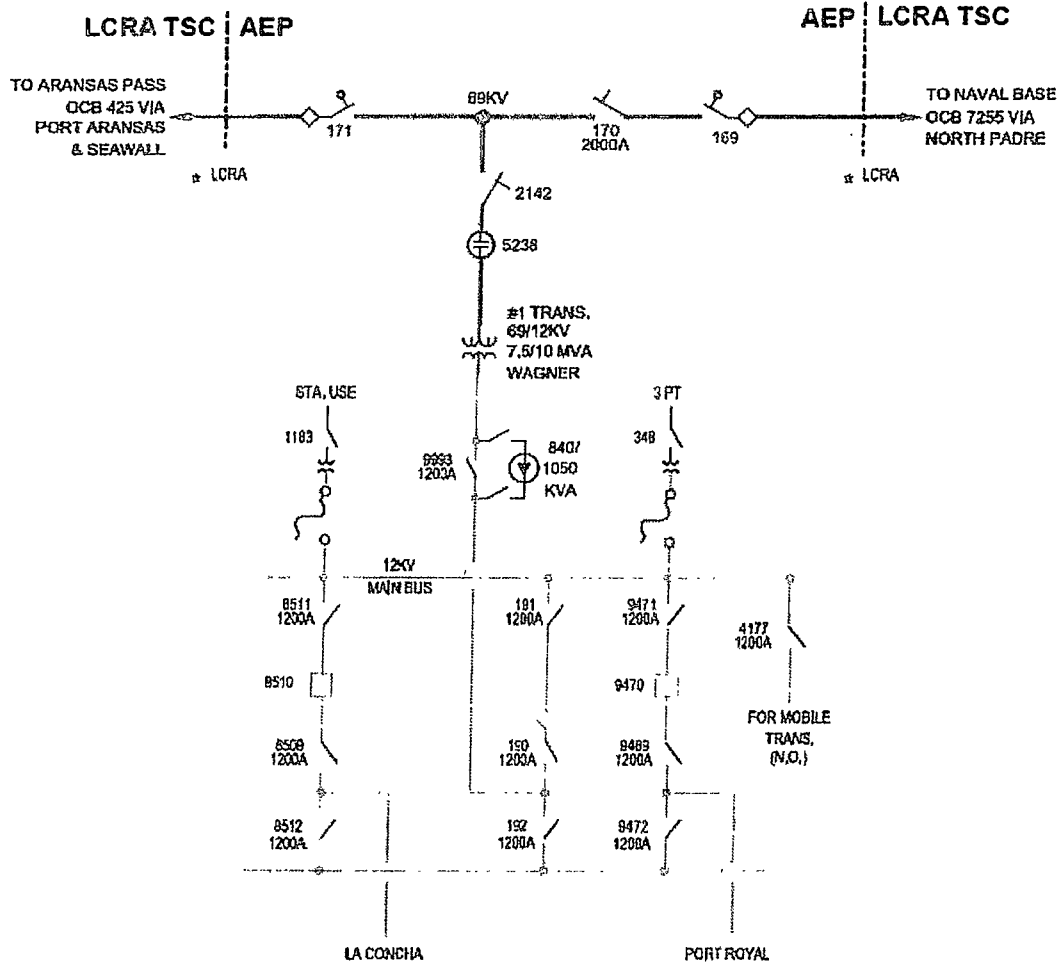 LCRA TSC AEP
AEP LCRA TSC
TO ARANSAS PASS
OCB 425 VIA
PORT ARANSAS
& SEAWALL
* LCRA
171
69KV
170
2000A
169
TO NAVAL BASE
OCB 7255 VIA
NORTH PADRE
* LCRA
2142
5238
#1 TRANS.
69/12KV
7.5/10 MVA
WAGNER
STA. USE
1183
3 PT
348
9993
1200A
8407
1050
KVA
12KV
MAIN BUS
8511
1200A
191
1200A
9471
1200A
4177
1200A
8510
9470
FOR MOBILE
TRANS.
(N.O.)
8509
1200A
190
1200A
9469
1200A
8512
1200A
192
1200A
9472
1200A
LA CONCHA
PORT ROYAL